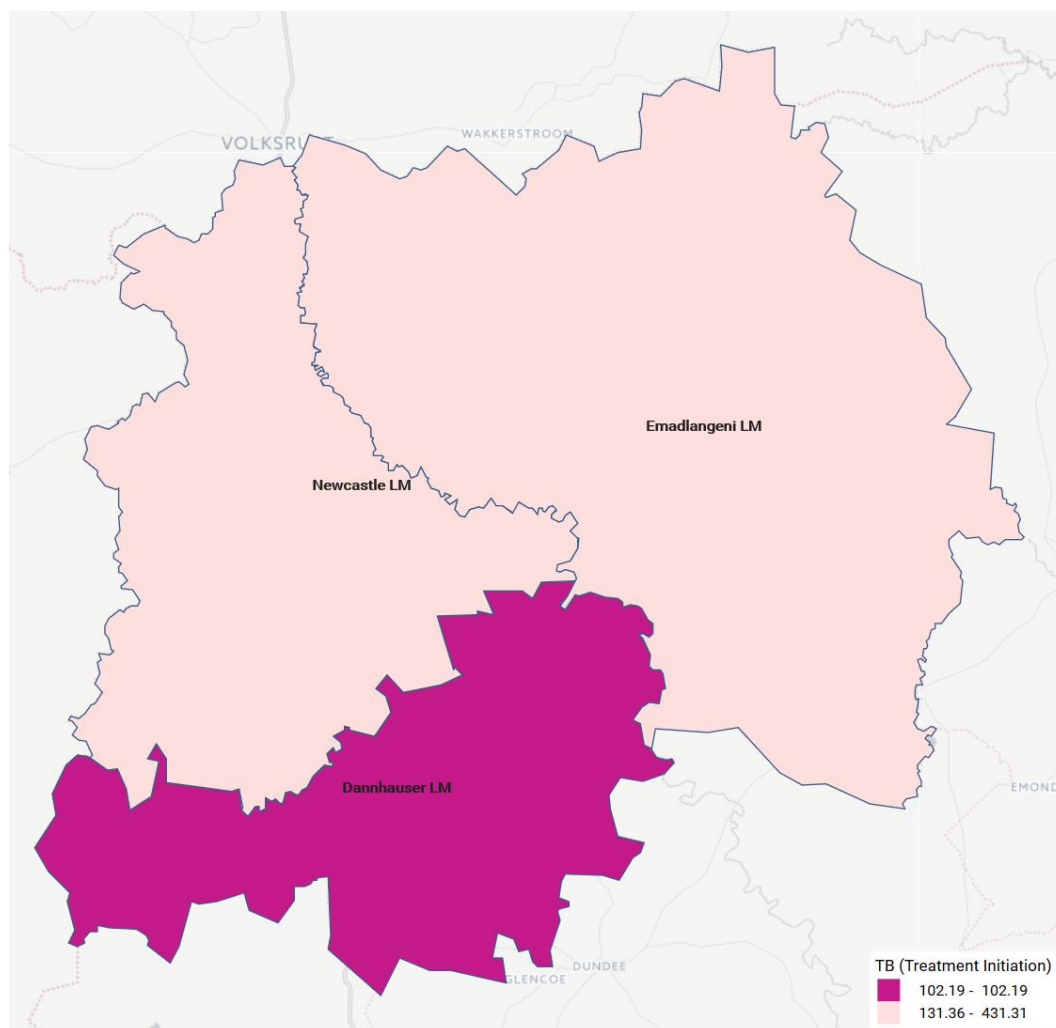 VOLKSRUST
WAKKERSTROOM
Emadlangeni LM
Newcastle LM
Dannhauser LM
EMOND
DUNDEE
GLENCOE
TB (Treatment Initiation)
102.19 - 102.19
131.36 - 431.31